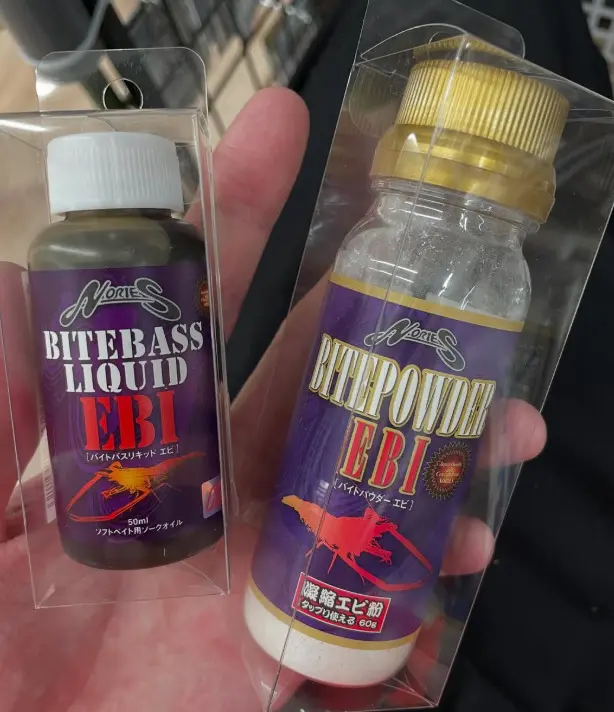 NORIES
BITEBASS
LIQUID
EBI
[バイトバスリキッド エビ]
50ml
ソフトベイト用ソークオイル
NORIES
BITEPOWDER
EBI
[バイトパウダー エビ]
凝縮エビ粉
タップリ使える 60g